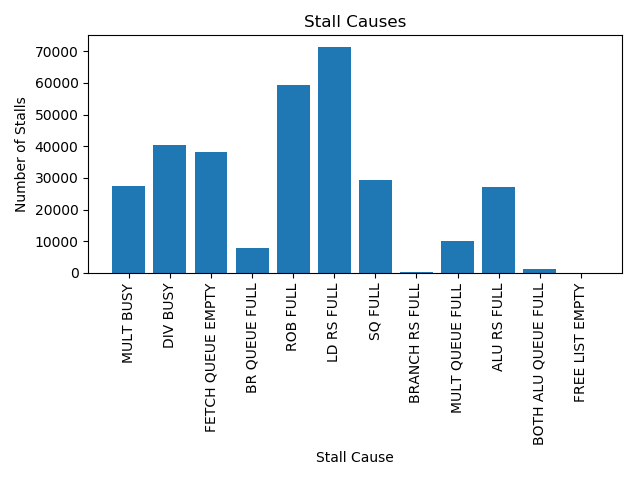 Stall Causes
Number of Stalls
70000
60000
50000
40000
30000
20000
10000
0
MULT BUSY
DIV BUSY
FETCH QUEUE EMPTY
BR QUEUE FULL
ROB FULL
LD RS FULL
SQ FULL
BRANCH RS FULL
MULT QUEUE FULL
ALU RS FULL
BOTH ALU QUEUE FULL
FREE LIST EMPTY
Stall Cause